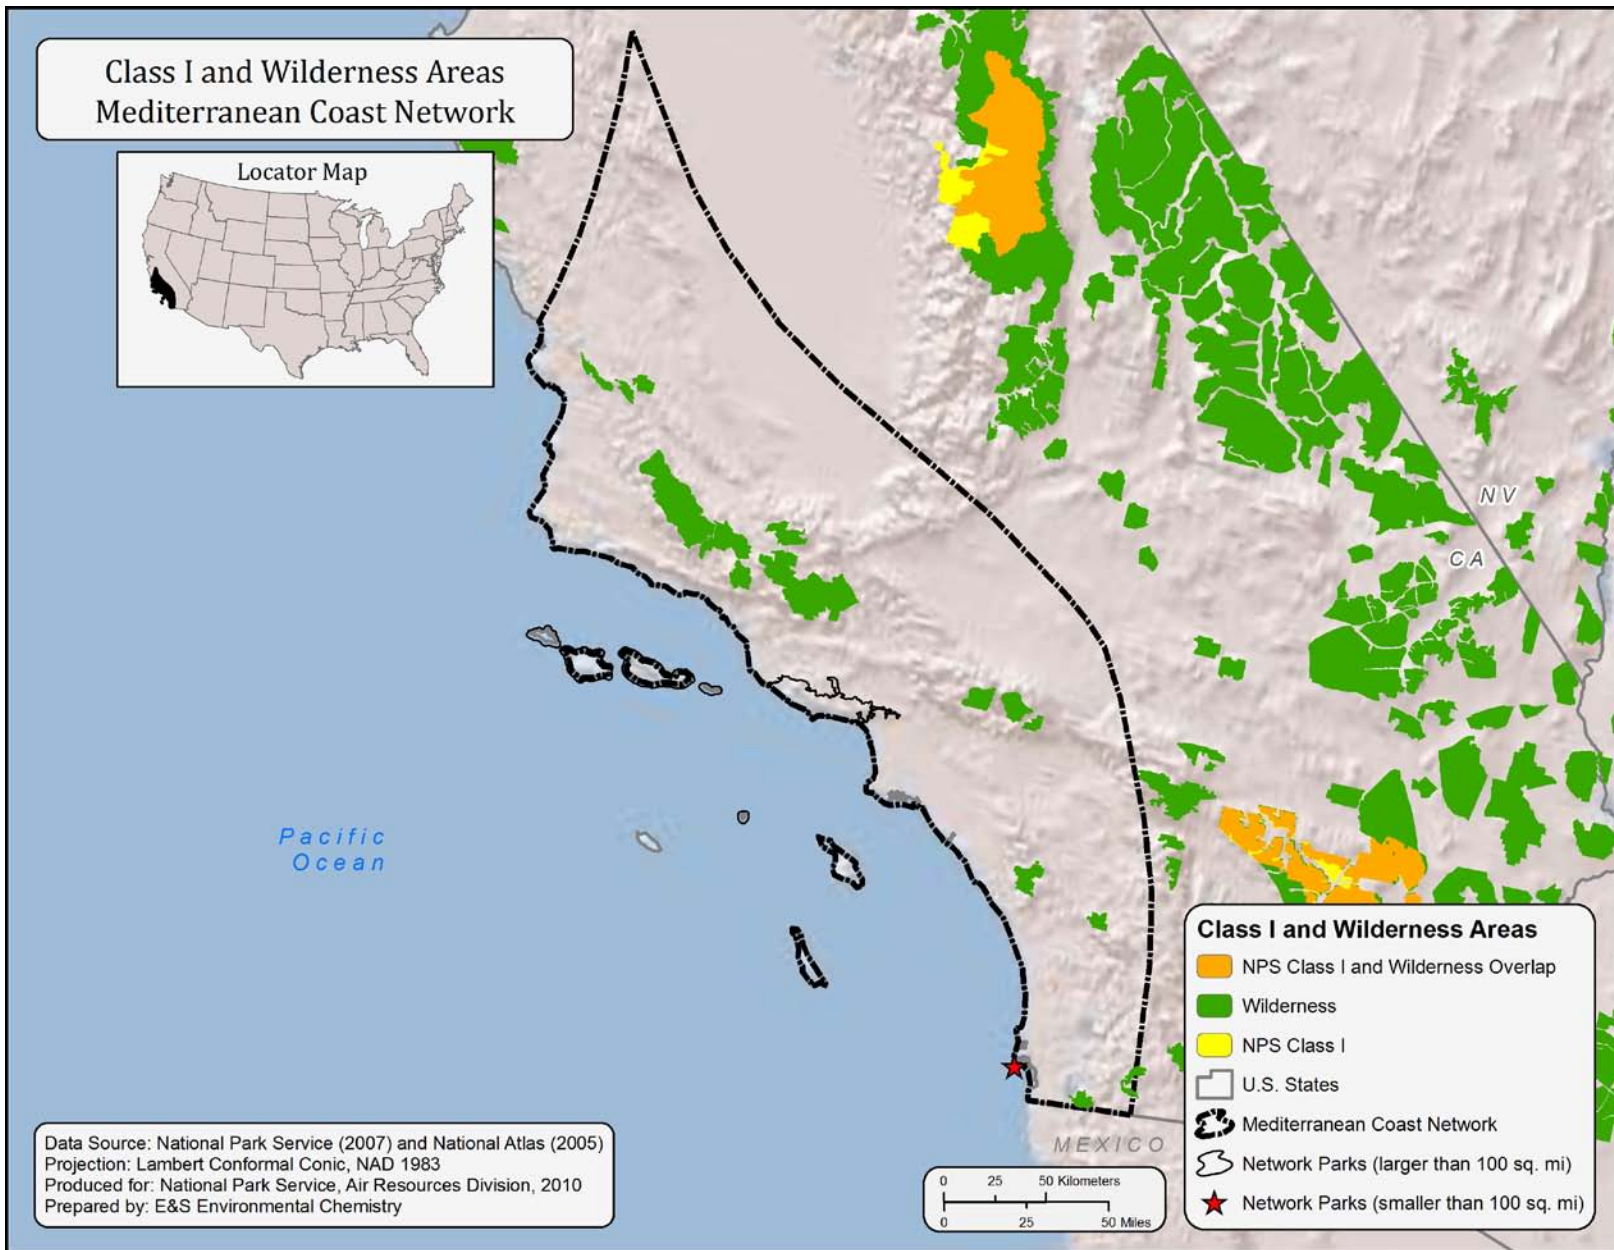 Class I and Wilderness Areas
Mediterranean Coast Network
Locator Map
NV
CA
Pacific
Ocean
MEXICO
Class I and Wilderness Areas
NPS Class I and Wilderness Overlap
Wilderness
NPS Class I
U.S. States
Mediterranean Coast Network
Network Parks (larger than 100 sq. mi)
Network Parks (smaller than 100 sq. mi)
Data Source: National Park Service (2007) and National Atlas (2005)
Projection: Lambert Conformal Conic, NAD 1983
Produced for: National Park Service, Air Resources Division, 2010
Prepared by: E&S Environmental Chemistry
0 25 50 Kilometers
0 25 50 Miles